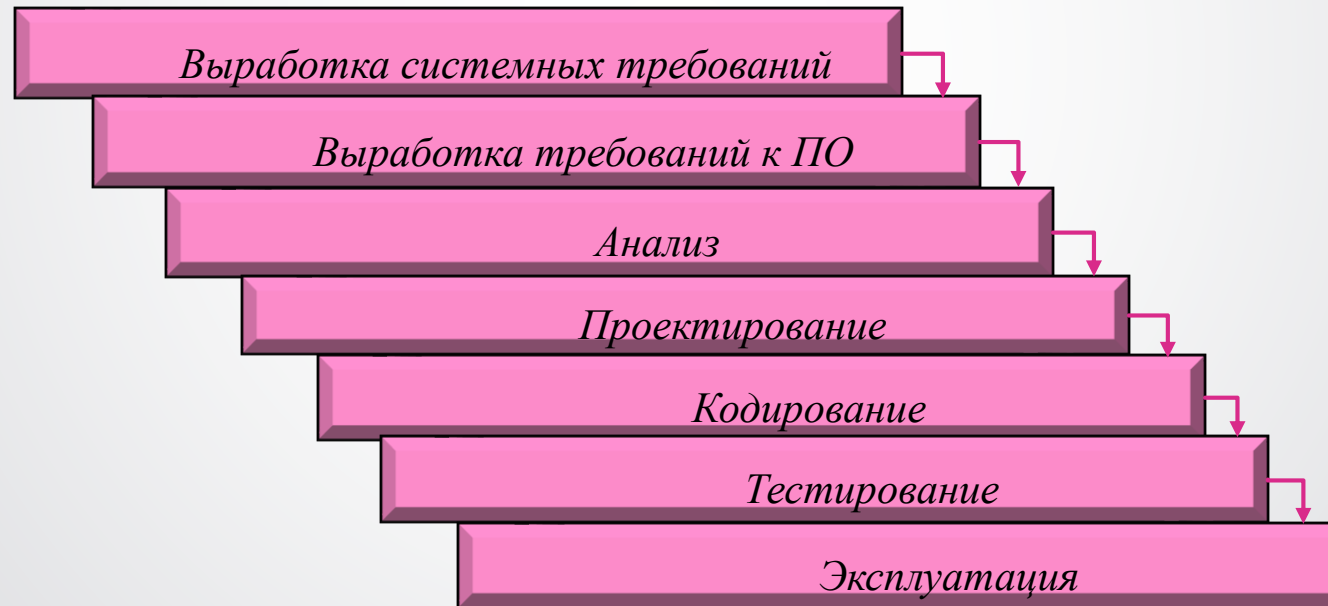 Выработка системных требований
Выработка требований к ПО
Анализ
Проектирование
Кодирование
Тестирование
Эксплуатация